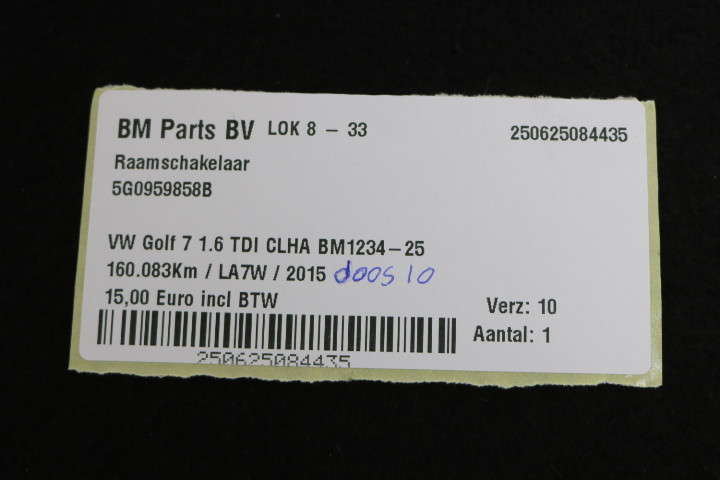 BM Parts BV LOK 8 - 33 250625084435
Raamschakelaar
5G0959858B
VW Golf 7 1.6 TDI CLHA BM1234-25
160.083Km / LA7W / 2015 doos 10
15,00 Euro incl BTW Verz: 10
Aantal: 1
250625084435